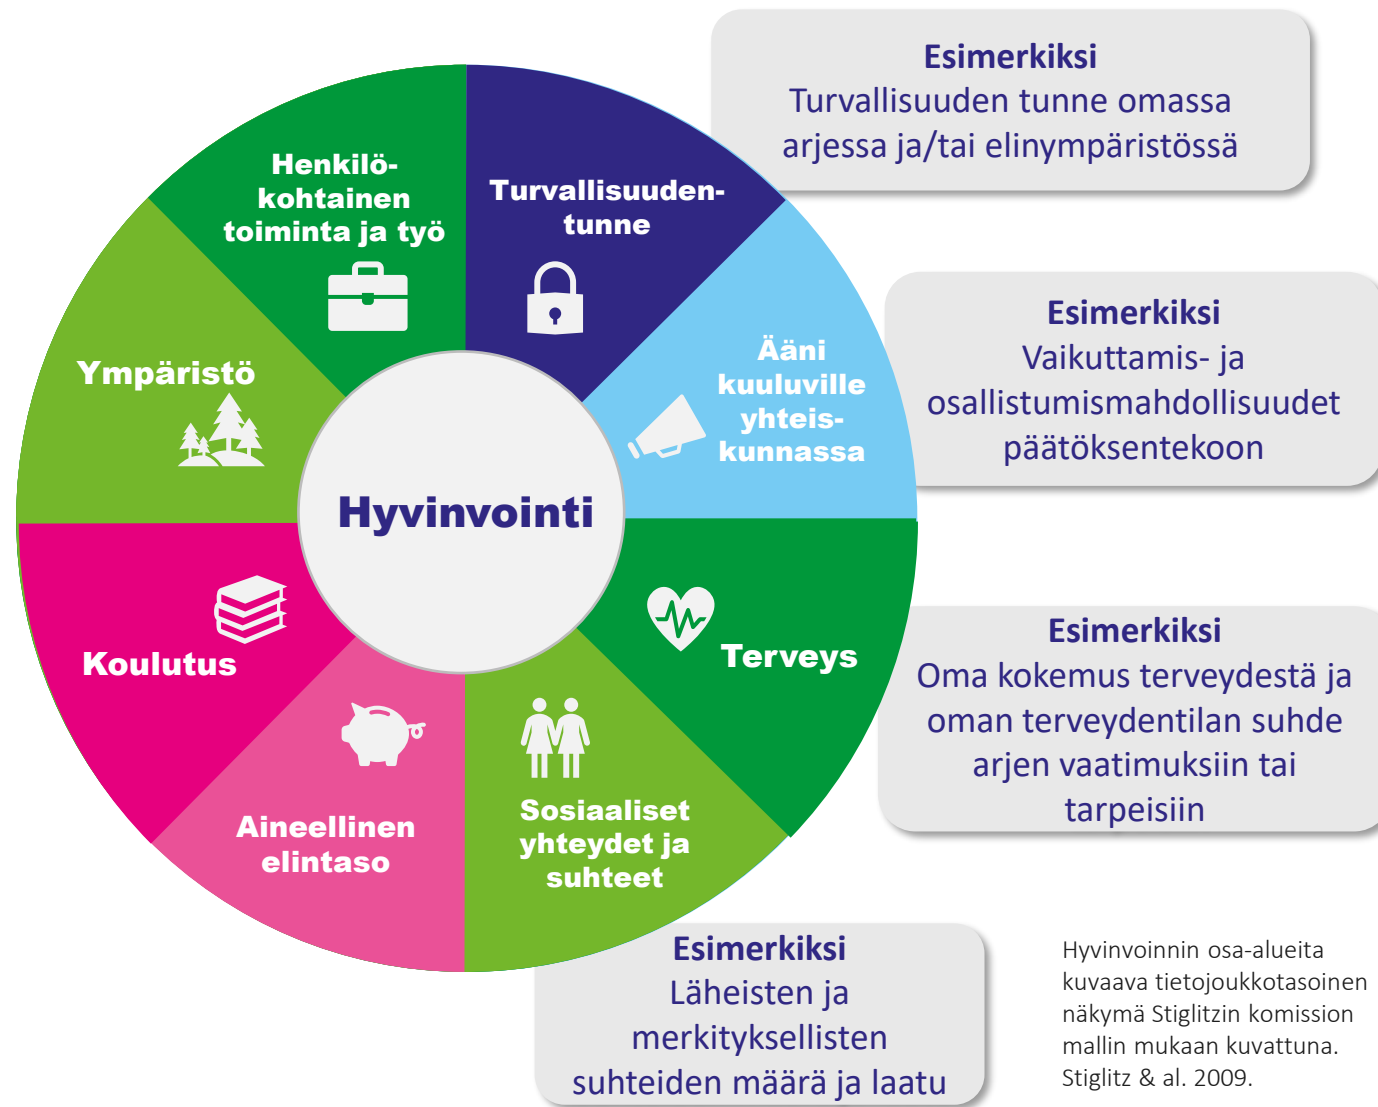 Esimerkiksi
Turvallisuuden tunne omassa
arjessa ja/tai elinympäristössä
Henkilö-
kohtainen
toiminta ja työ
Turvallisuuden-
tunne
Esimerkiksi
Vaikuttamis- ja
osallistumismahdollisuudet
päätöksentekoon
Ääni
kuuluville
yhteis-
kunnassa
Ympäristö
Hyvinvointi
Esimerkiksi
Oma kokemus terveydestä ja
oman terveydentilan suhde
arjen vaatimuksiin tai
tarpeisiin
Terveys
Koulutus
Aineellinen
elintaso
Sosiaaliset
yhteydet ja
suhteet
Esimerkiksi
Läheisten ja
merkityksellisten
suhteiden määrä ja laatu
Hyvinvoinnin osa-alueita
kuvaava tietojoukkotasoinen
näkymä Stiglitzin komission
mallin mukaan kuvattuna.
Stiglitz & al. 2009.